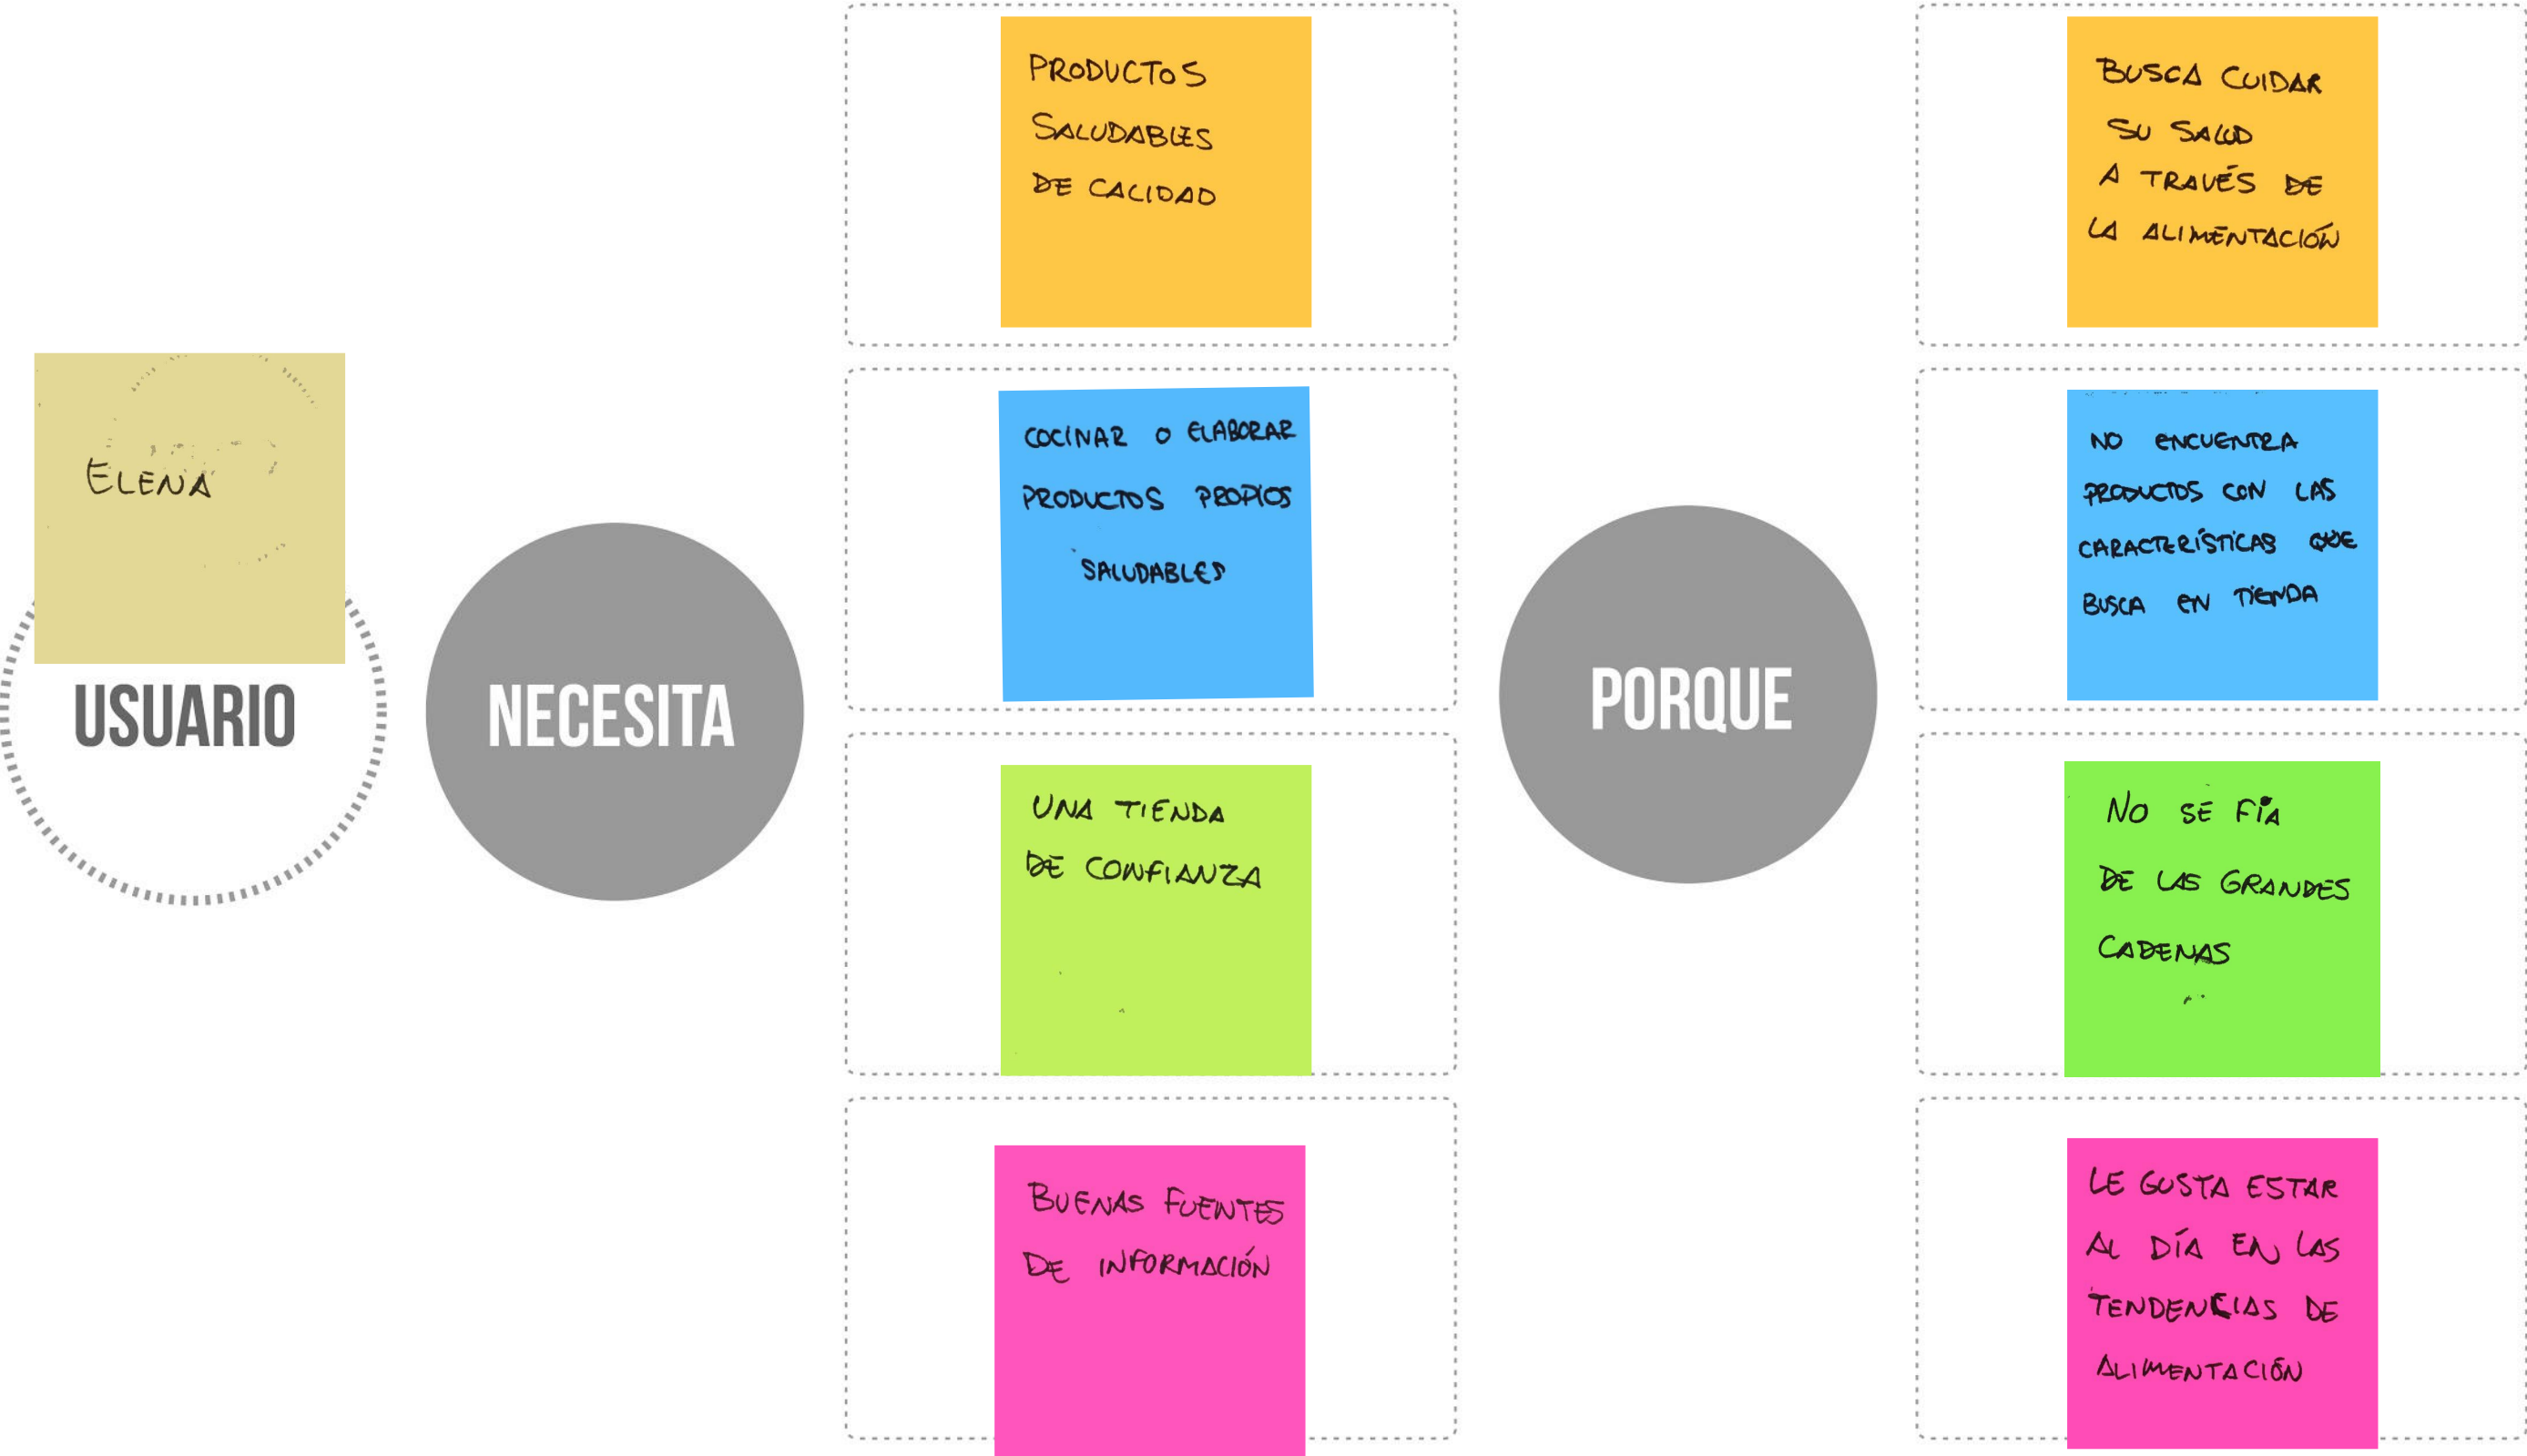 ELENA
USUARIO
NECESITA
PRODUCTOS
SALUDABLES
DE CALIDAD
COCINAR O ELABORAR
PRODUCTOS PROPIOS
SALUDABLES
UNA TIENDA
DE CONFIANZA
BUENAS FUENTES
DE INFORMACIÓN
PORQUE
BUSCA CUIDAR
SU SALUD
A TRAVÉS DE
LA ALIMENTACIÓN
NO ENCUENTRA
PRODUCTOS CON LAS
CARACTERÍSTICAS QUE
BUSCA EN TIENDA
NO SE FÍA
DE LAS GRANDES
CADENAS
LE GUSTA ESTAR
AL DÍA EN LAS
TENDENCIAS DE
ALIMENTACIÓN